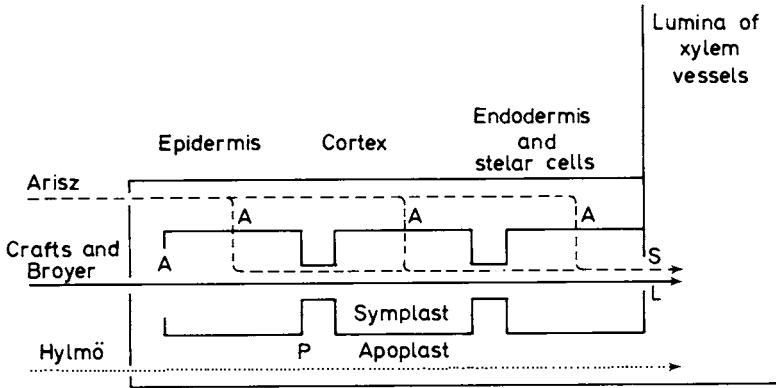 Lumina of
xylem
vessels
Epidermis
Cortex
Endodermis
and
stelar cells
Arisz
A
A
A
Crafts and
Broyer
A
S
L
Symplast
Hylmö
P
Apoplast